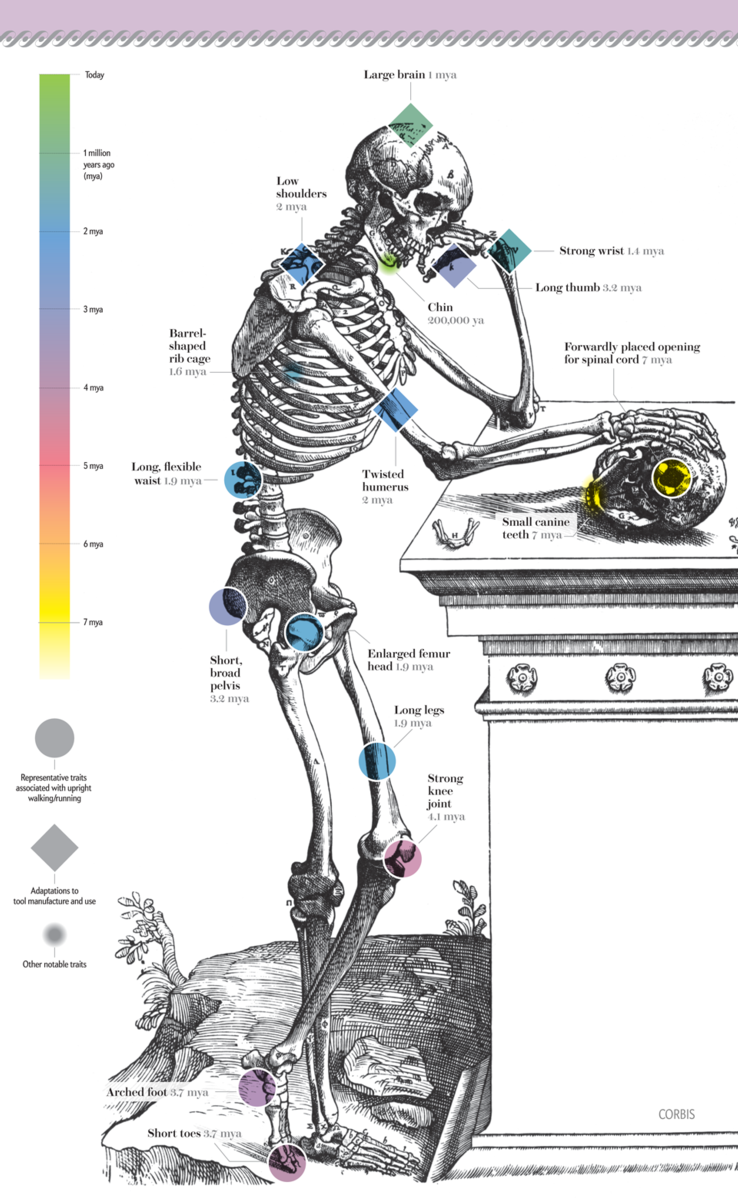 Today
1 million
years ago
(mya)
2 mya
3 mya
4 mya
5 mya
6 mya
7 mya
Representative traits
associated with upright
walking/running
Adaptations to
tool manufacture and use
Other notable traits
Large brain 1 mya
Low
shoulders
2 mya
Strong wrist 1.4 mya
Long thumb 3.2 mya
Chin
200,000 ya
Barrel-
shaped
rib cage
1.6 mya
Forwardly placed opening
for spinal cord 7 mya
Long, flexible
waist 1.9 mya
Twisted
humerus
2 mya
Small canine
teeth 7 mya
Short,
broad
pelvis
3.2 mya
Enlarged femur
head 1.9 mya
Long legs
1.9 mya
Strong
knee
joint
4.1 mya
Arched foot 3.7 mya
Short toes 3.7 mya
CORBIS